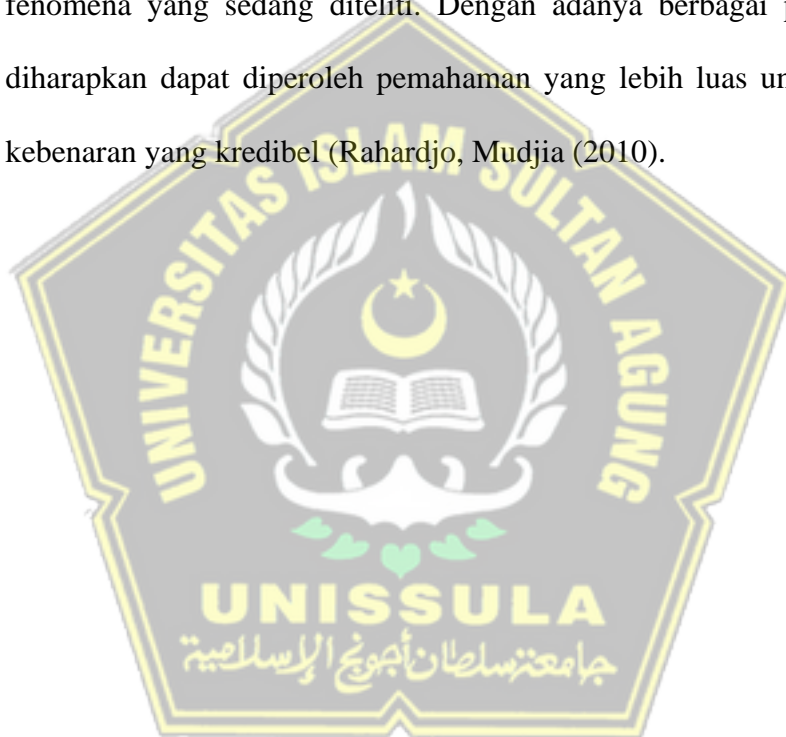 fenomena yang sedang diteliti. Dengan adanya berbagai
diharapkan dapat diperoleh pemahaman yang lebih luas
kebenaran yang kredibel (Rahardjo, Mudjia (2010).
UNIVERSITAS ISLAM SULTAN AGUNG
UNISSULA
جامعة سلطان أجونج الإسلامية